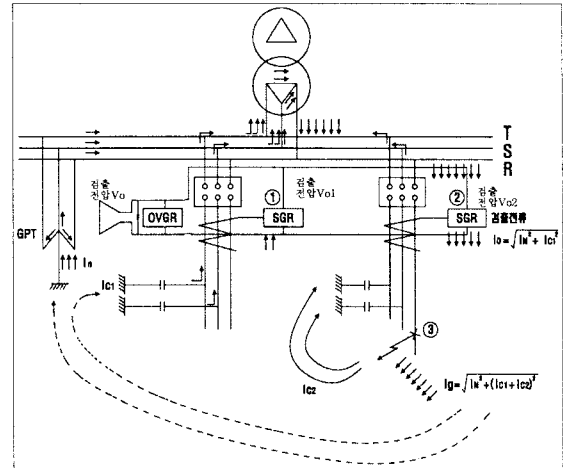 T
S
R
검출
전압Vo
OVGR
GPT
In
①
검출
전압Vo1
SGR
②
검출
전압Vo2
SGR
검출전류
Io=√IN²+IC1²
IC1
IC2
③
Ig=√IN²+(IC1+IC2)²